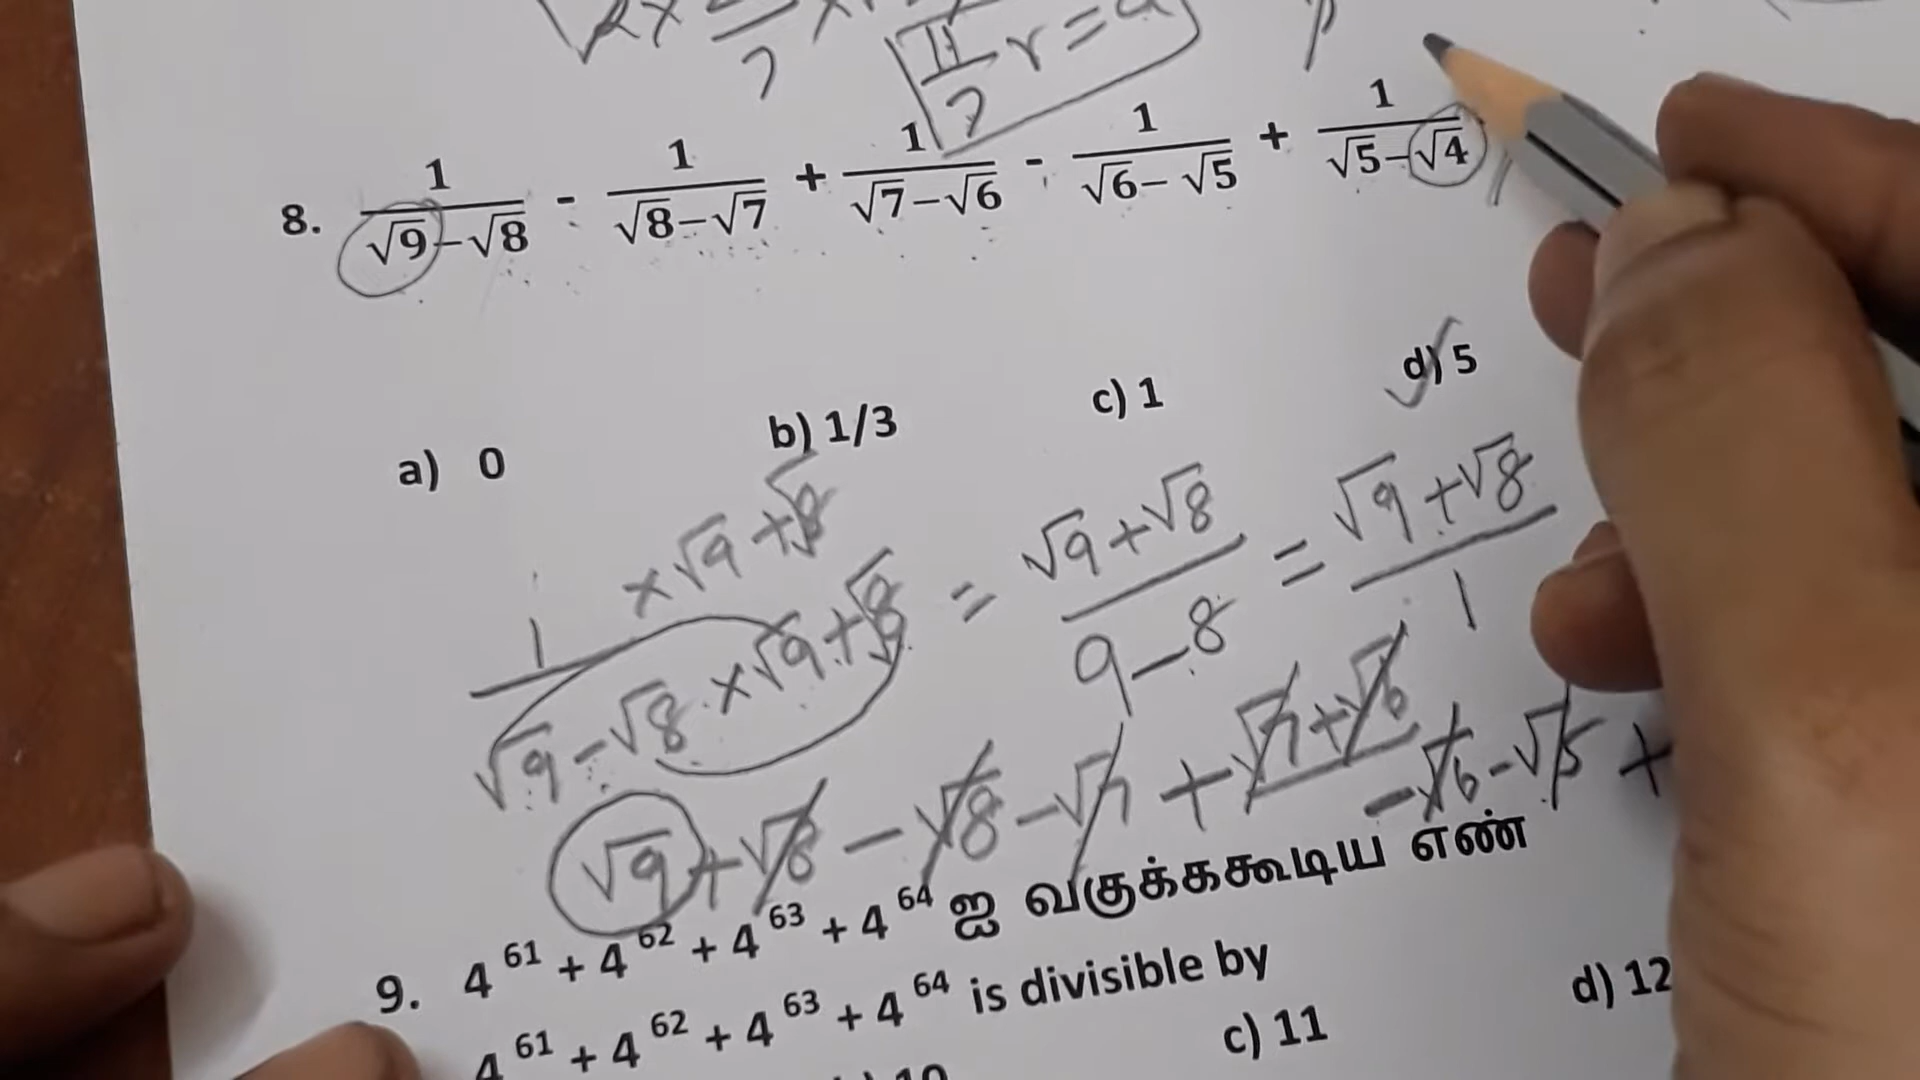 π/2 r = a
8. 1/(√9−√8) - 1/(√8−√7) + 1/(√7−√6) - 1/(√6−√5) + 1/(√5−√4)
a) 0 b) 1/3 c) 1 d) 5
1 × √9 + √8 / √9 − √8 × √9 + √8 = √9 + √8 / 9 − 8 = √9 + √8 / 1
√9 + √8 − √8 − √7 + √7 + √6 − √6 − √5 +
9. 4^61 + 4^62 + 4^63 + 4^64 ஐ வகுக்ககூடிய எண்
4^61 + 4^62 + 4^63 + 4^64 is divisible by
10 c) 11 d) 12